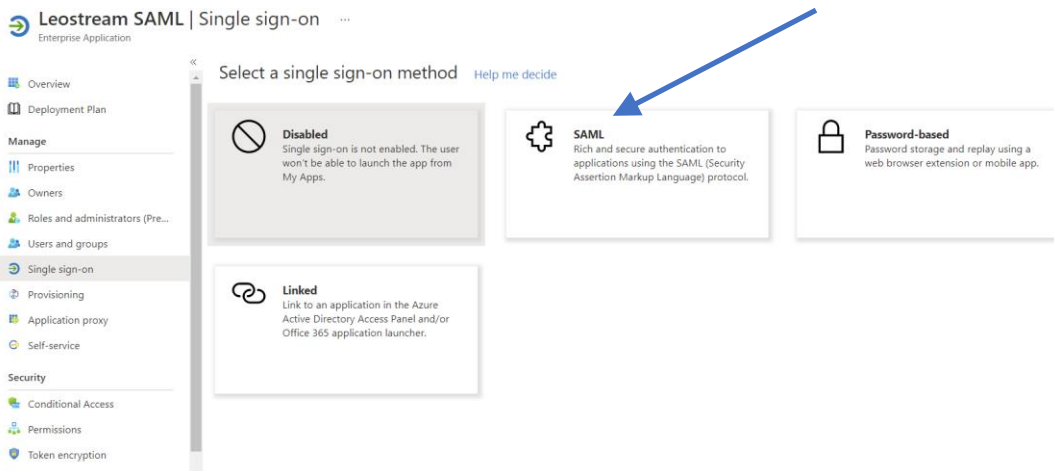 Leostream SAML | Single sign-on ...
Enterprise Application
«
Overview
Deployment Plan
Manage
Properties
Owners
Roles and administrators (Pre...
Users and groups
Single sign-on
Provisioning
Application proxy
Self-service
Security
Conditional Access
Permissions
Token encryption
Select a single sign-on method Help me decide
Disabled
Single sign-on is not enabled. The user
won't be able to launch the app from
My Apps.
SAML
Rich and secure authentication to
applications using the SAML (Security
Assertion Markup Language) protocol.
Password-based
Password storage and replay using a
web browser extension or mobile app.
Linked
Link to an application in the Azure
Active Directory Access Panel and/or
Office 365 application launcher.